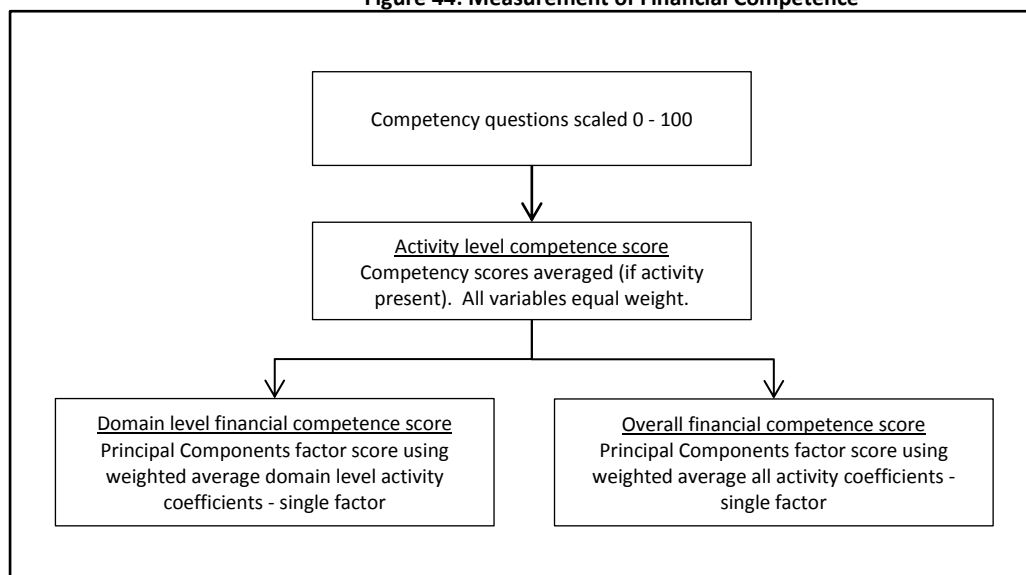 Figure 44: Measurement of Financial Competence
Competency questions scaled 0 - 100
Activity level competence score
Competency scores averaged (if activity
present).  All variables equal weight.
Domain level financial competence score
Principal Components factor score using
weighted average domain level activity
coefficients - single factor
Overall financial competence score
Principal Components factor score using
weighted average all activity coefficients -
single factor